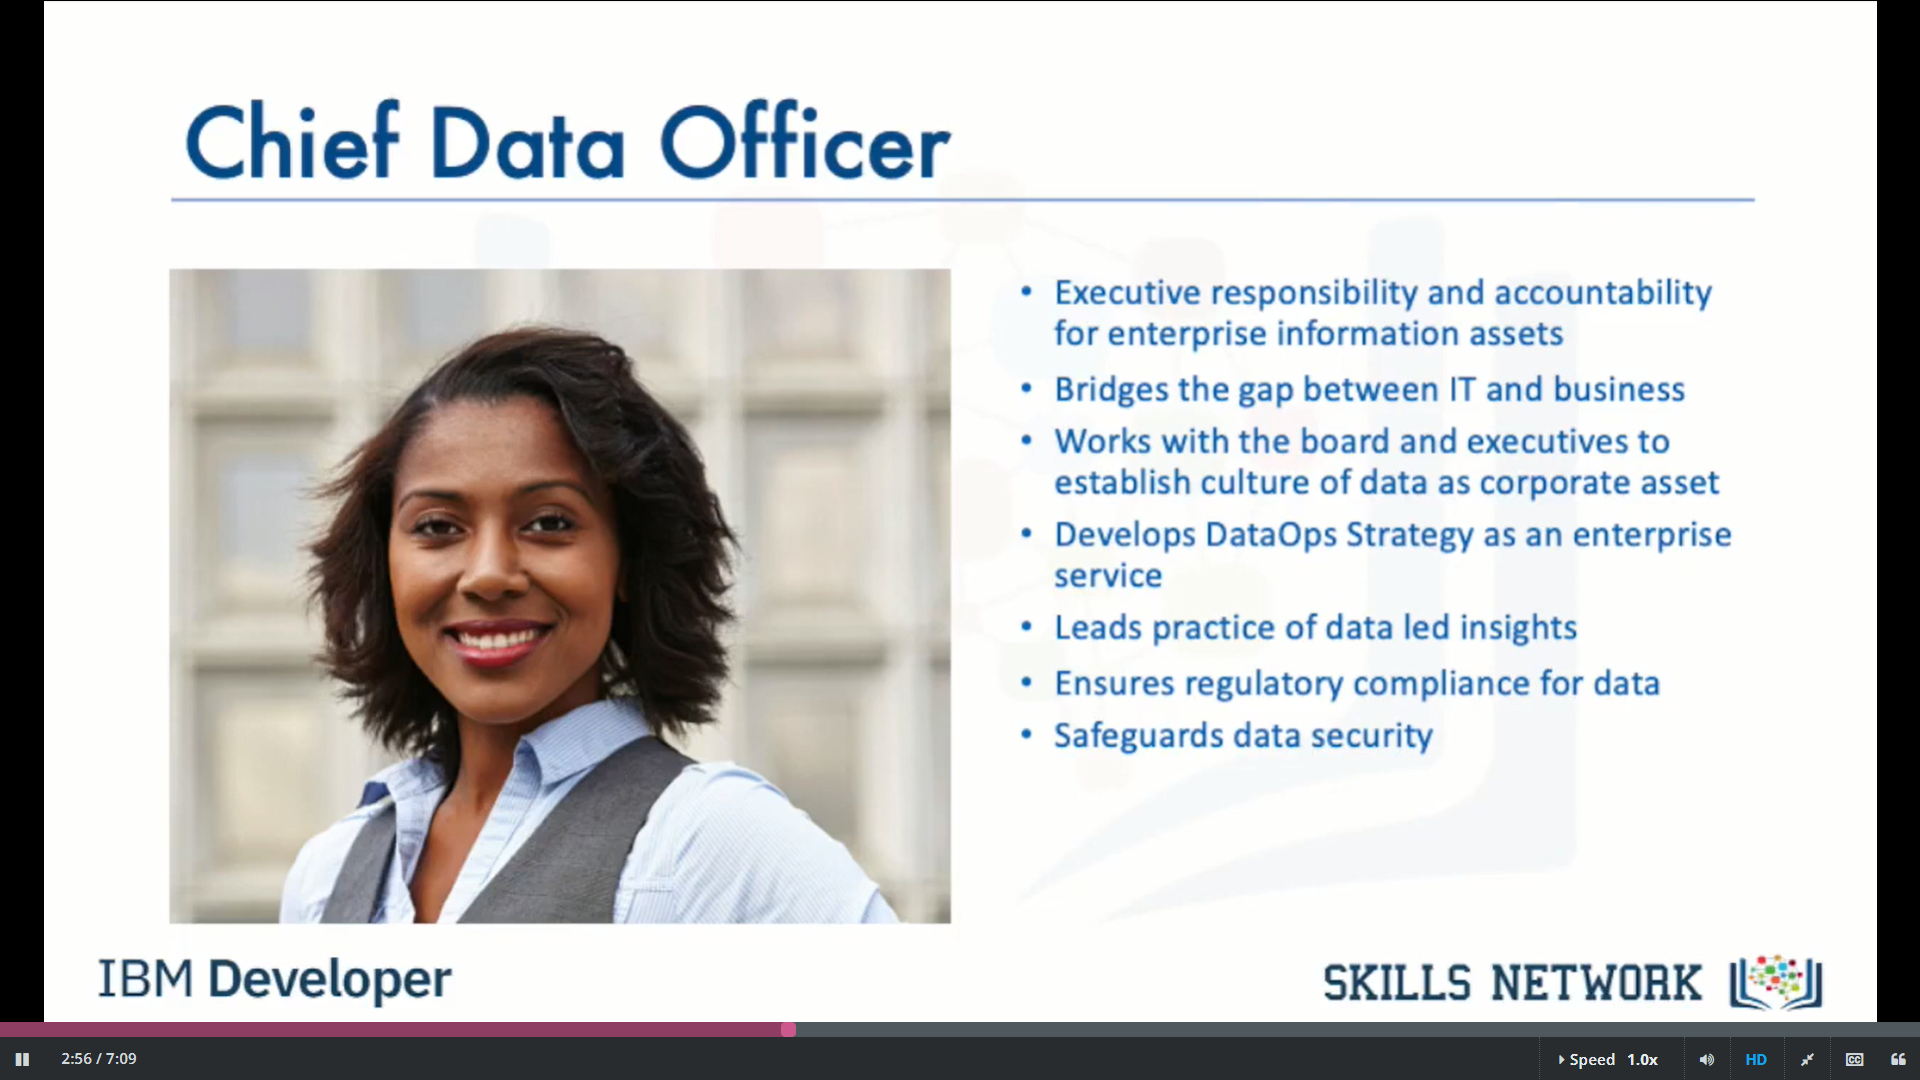 Chief Data Officer
• Executive responsibility and accountability
for enterprise information assets
• Bridges the gap between IT and business
• Works with the board and executives to
establish culture of data as corporate asset
• Develops DataOps Strategy as an enterprise
service
• Leads practice of data led insights
• Ensures regulatory compliance for data
• Safeguards data security
IBM Developer
SKILLS NETWORK
2:56 / 7:09
Speed 1.0x
HD
CC